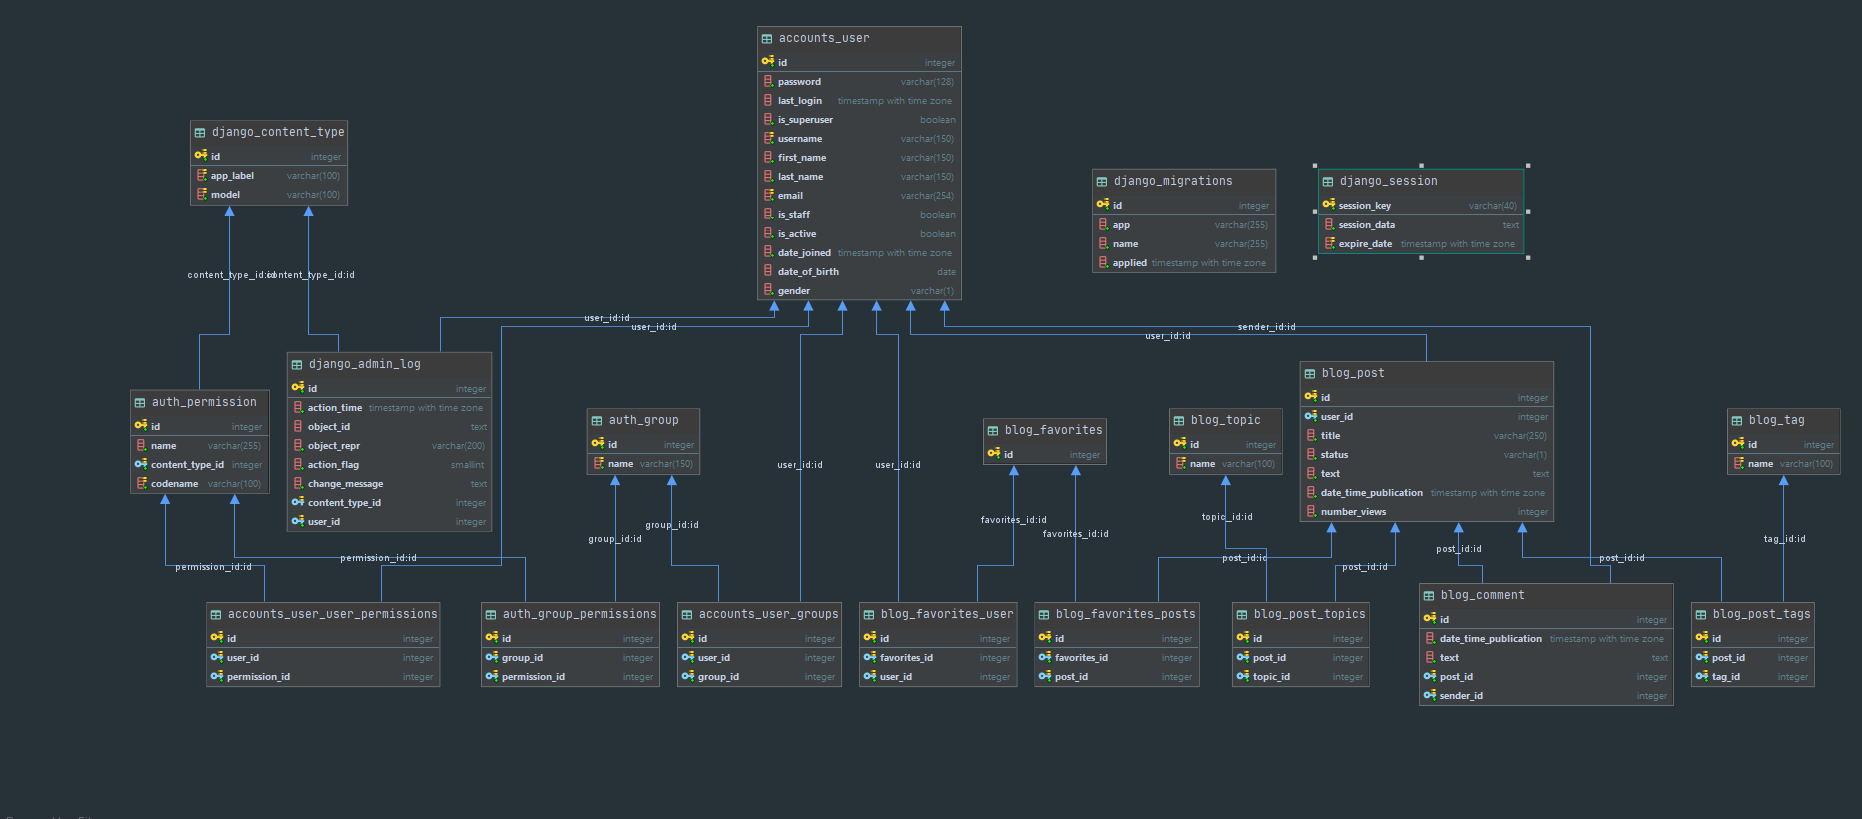 accounts_user
id integer
password varchar(128)
last_login timestamp with time zone
is_superuser boolean
username varchar(150)
first_name varchar(150)
last_name varchar(150)
email varchar(254)
is_staff boolean
is_active boolean
date_joined timestamp with time zone
date_of_birth date
gender varchar(1)
django_content_type
id integer
app_label varchar(100)
model varchar(100)
django_migrations
id integer
app varchar(255)
name varchar(255)
applied timestamp with time zone
django_session
session_key varchar(40)
session_data text
expire_date timestamp with time zone
content_type_id:id
content_type_id:id
user_id:id
user_id:id
sender_id:id
user_id:id
django_admin_log
id integer
action_time timestamp with time zone
object_id text
object_repr varchar(200)
action_flag smallint
change_message text
content_type_id integer
user_id integer
auth_permission
id integer
name varchar(255)
content_type_id integer
codename varchar(100)
auth_group
id integer
name varchar(150)
blog_favorites
id integer
blog_topic
id integer
name varchar(100)
blog_post
id integer
user_id integer
title varchar(250)
status varchar(1)
text text
date_time_publication timestamp with time zone
number_views integer
blog_tag
id integer
name varchar(100)
user_id:id
user_id:id
group_id:id
group_id:id
favorites_id:id
favorites_id:id
topic_id:id
tag_id:id
permission_id:id
permission_id:id
post_id:id
post_id:id
post_id:id
post_id:id
accounts_user_user_permissions
id integer
user_id integer
permission_id integer
auth_group_permissions
id integer
group_id integer
permission_id integer
accounts_user_groups
id integer
user_id integer
group_id integer
blog_favorites_user
id integer
favorites_id integer
user_id integer
blog_favorites_posts
id integer
favorites_id integer
post_id integer
blog_post_topics
id integer
post_id integer
topic_id integer
blog_comment
id integer
date_time_publication timestamp with time zone
text text
post_id integer
sender_id integer
blog_post_tags
id integer
post_id integer
tag_id integer